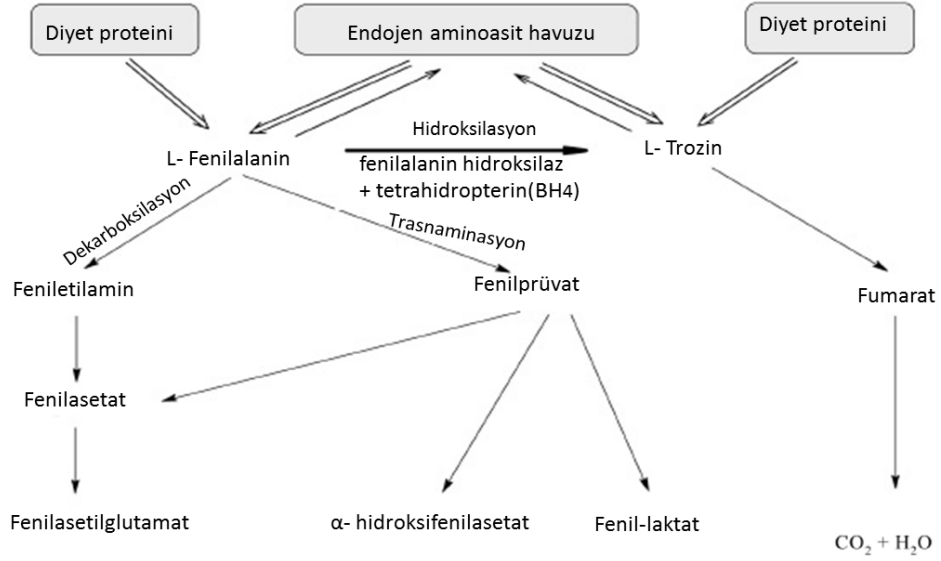 Diyet proteini
Endojen aminoasit havuzu
Diyet proteini
Hidroksilasyon
L- Fenilalanin
L- Trozin
fenilalanin hidroksilaz
+ tetrahidropterin(BH4)
Dekarboksilasyon
Trasnaminasyon
Feniletilamin
Fenilprüvat
Fumarat
Fenilasetat
Fenilasetilglutamat
α- hidroksifenilasetat
Fenil-laktat
CO₂ + H₂O